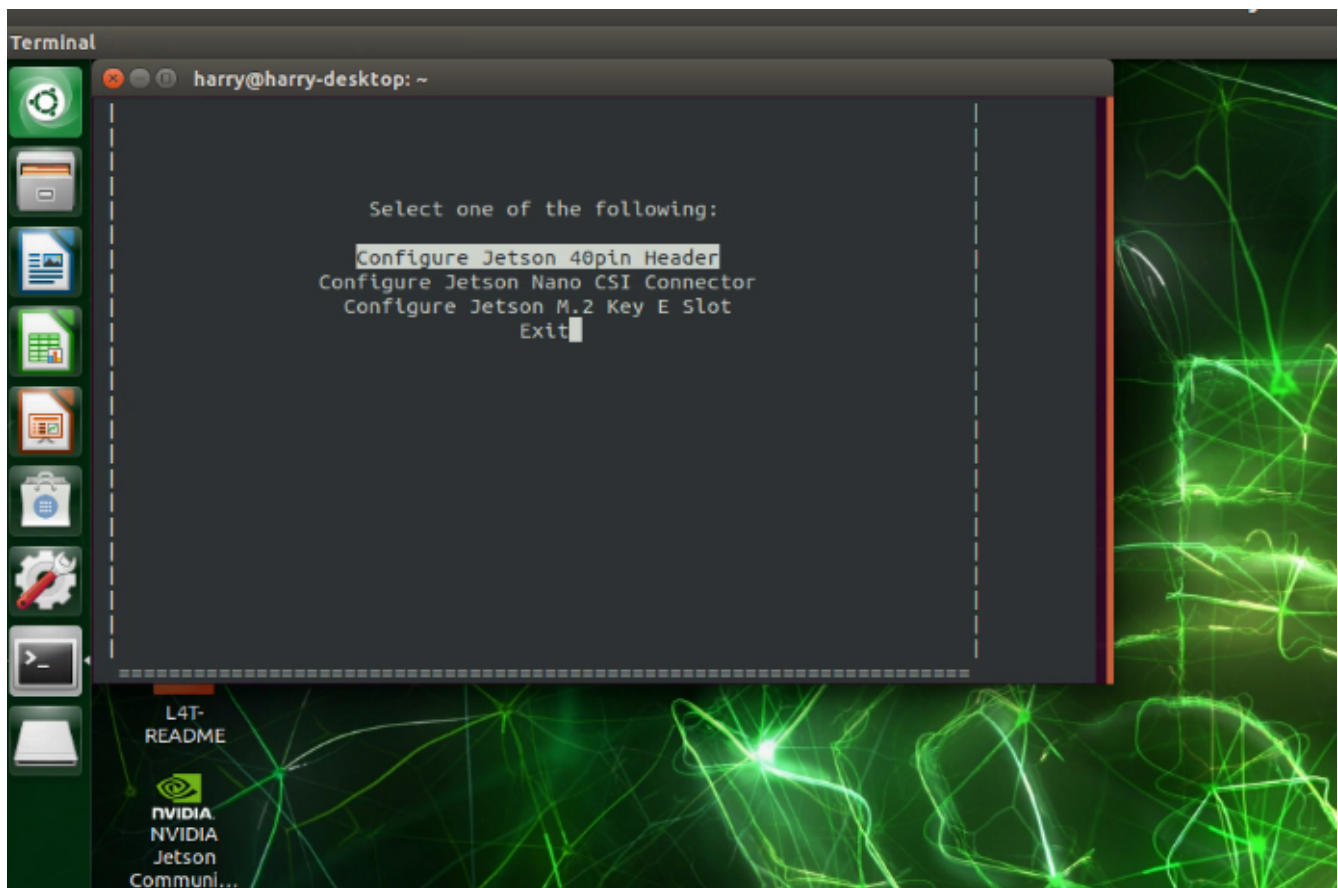 Terminal
harry@harry-desktop: ~
Select one of the following:
Configure Jetson 40pin Header
Configure Jetson Nano CSI Connector
Configure Jetson M.2 Key E Slot
Exit
>_
L4T-
README
nVIDIA.
NVIDIA
Jetson
Communi...